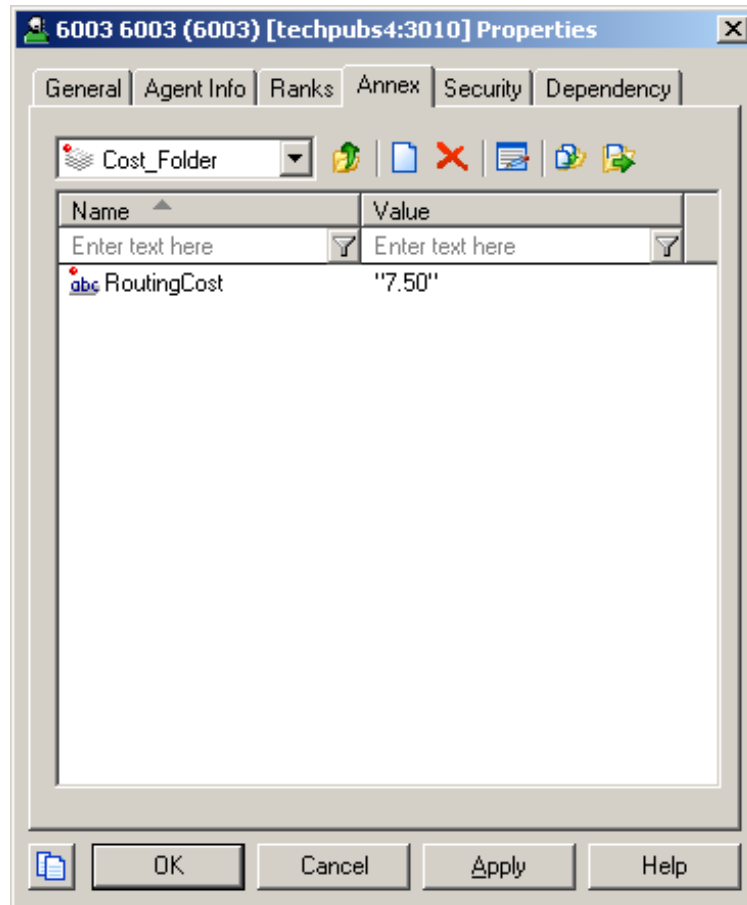 6003 6003 (6003) [techpubs4:3010] Properties
General Agent Info Ranks Annex Security Dependency
Cost_Folder
Name Value
Enter text here Enter text here
abc RoutingCost "7.50"
OK Cancel Apply Help